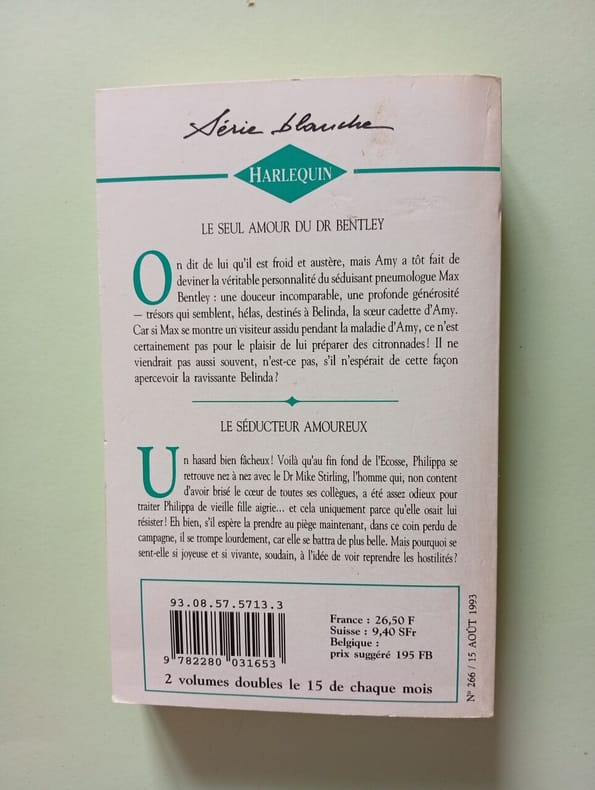 Série blanche
HARLEQUIN
LE SEUL AMOUR DU DR BENTLEY
On dit de lui qu'il est froid et austère, mais Amy a tôt fait de
deviner la véritable personnalité du séduisant pneumologue Max
Bentley : une douceur incomparable, une profonde générosité
— trésors qui semblent, hélas, destinés à Belinda, la sœur cadette d'Amy.
Car si Max se montre un visiteur assidu pendant la maladie d'Amy, ce n'est
certainement pas pour le plaisir de lui préparer des citronnades! Il ne
viendrait pas aussi souvent, n'est-ce pas, s'il n'espérait de cette façon
apercevoir la ravissante Belinda?
LE SÉDUCTEUR AMOUREUX
Un hasard bien fâcheux! Voilà qu'au fin fond de l'Ecosse, Philippa se
retrouve nez à nez avec le Dr Mike Stirling, l'homme qui, non content
d'avoir brisé le cœur de toutes ses collègues, a été assez odieux pour
traiter Philippa de vieille fille aigrie... et cela uniquement parce qu'elle osait lui
résister! Eh bien, s'il espère la prendre au piège maintenant, dans ce coin perdu de
campagne, il se trompe lourdement, car elle se battra de plus belle. Mais pourquoi se
sent-elle si joyeuse et si vivante, soudain, à l'idée de voir reprendre les hostilités?
93.08.57.5713.3
9 782280 031653
France : 26,50 F
Suisse : 9,40 SFr
Belgique :
prix suggéré 195 FB
2 volumes doubles le 15 de chaque mois
N° 266 / 15 AOÛT 1993